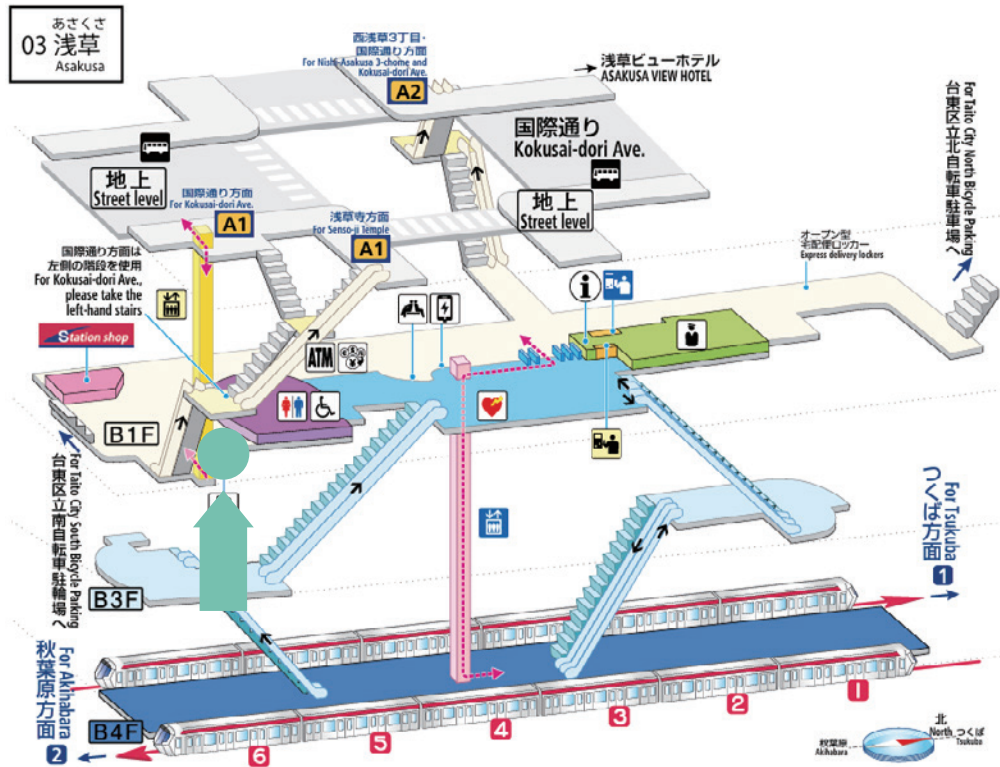 あさくさ
03 浅草
Asakusa
西浅草3丁目・
国際通り方面
For Nishi-Asakusa 3-chome and
Kokusai-dori Ave.
A2
浅草ビューホテル
ASAKUSA VIEW HOTEL
国際通り
Kokusai-dori Ave.
地上
Street level
国際通り方面
For Kokusai-dori Ave.
A1
浅草寺方面
For Senso-ji Temple
A1
地上
Street level
For Taito City North Bicycle Parking
台東区立北自転車駐車場へ
オープン型
宅配便ロッカー
Express delivery lockers
国際通り方面は
左側の階段を使用
For Kokusai-dori Ave.,
please take the
left-hand stairs
Station shop
ATM
B1F
For Taito City South Bicycle Parking
台東区立南自転車駐輪場へ
B3F
For Tsukuba
つくば方面
1
For Akihabara
秋葉原方面
2
B4F
6 5 4 3 2 1
北
North
つくば
Tsukuba
秋葉原
Akihabara